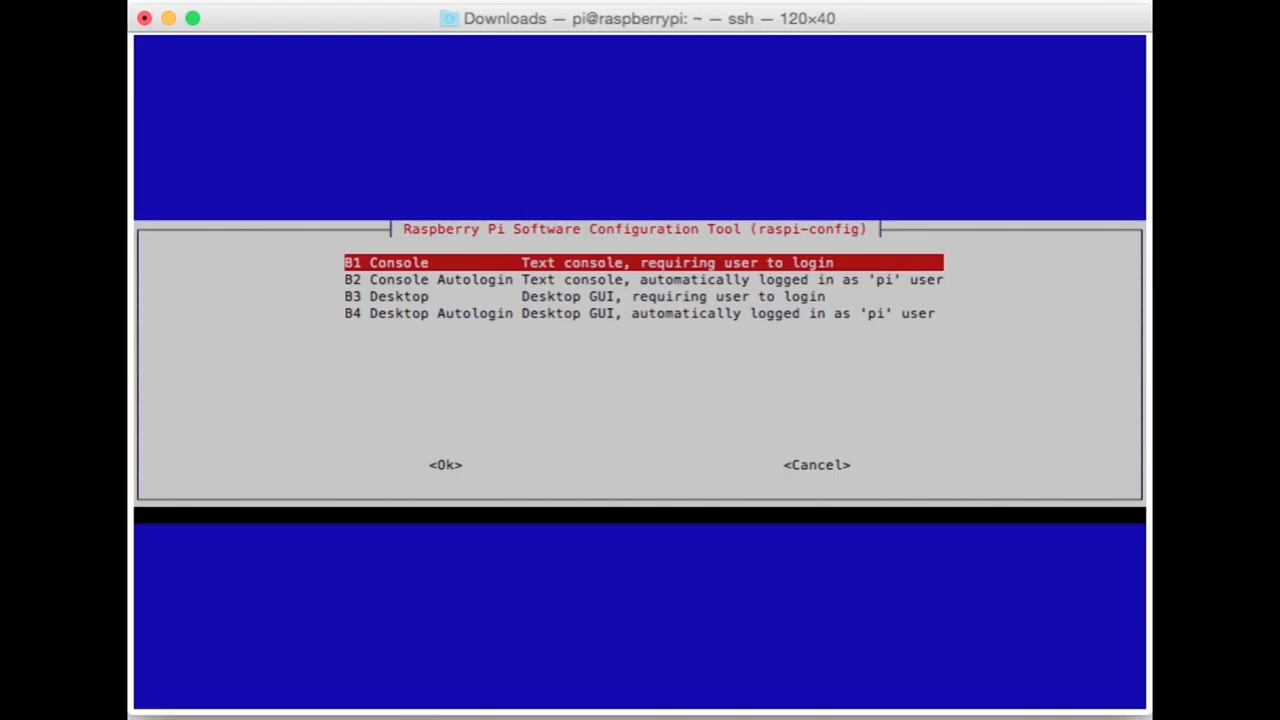 Downloads — pi@raspberrypi: ~ — ssh — 120×40
Raspberry Pi Software Configuration Tool (raspi-config)
B1 Console Text console, requiring user to login
B2 Console Autologin Text console, automatically logged in as 'pi' user
B3 Desktop Desktop GUI, requiring user to login
B4 Desktop Autologin Desktop GUI, automatically logged in as 'pi' user
<Ok> <Cancel>